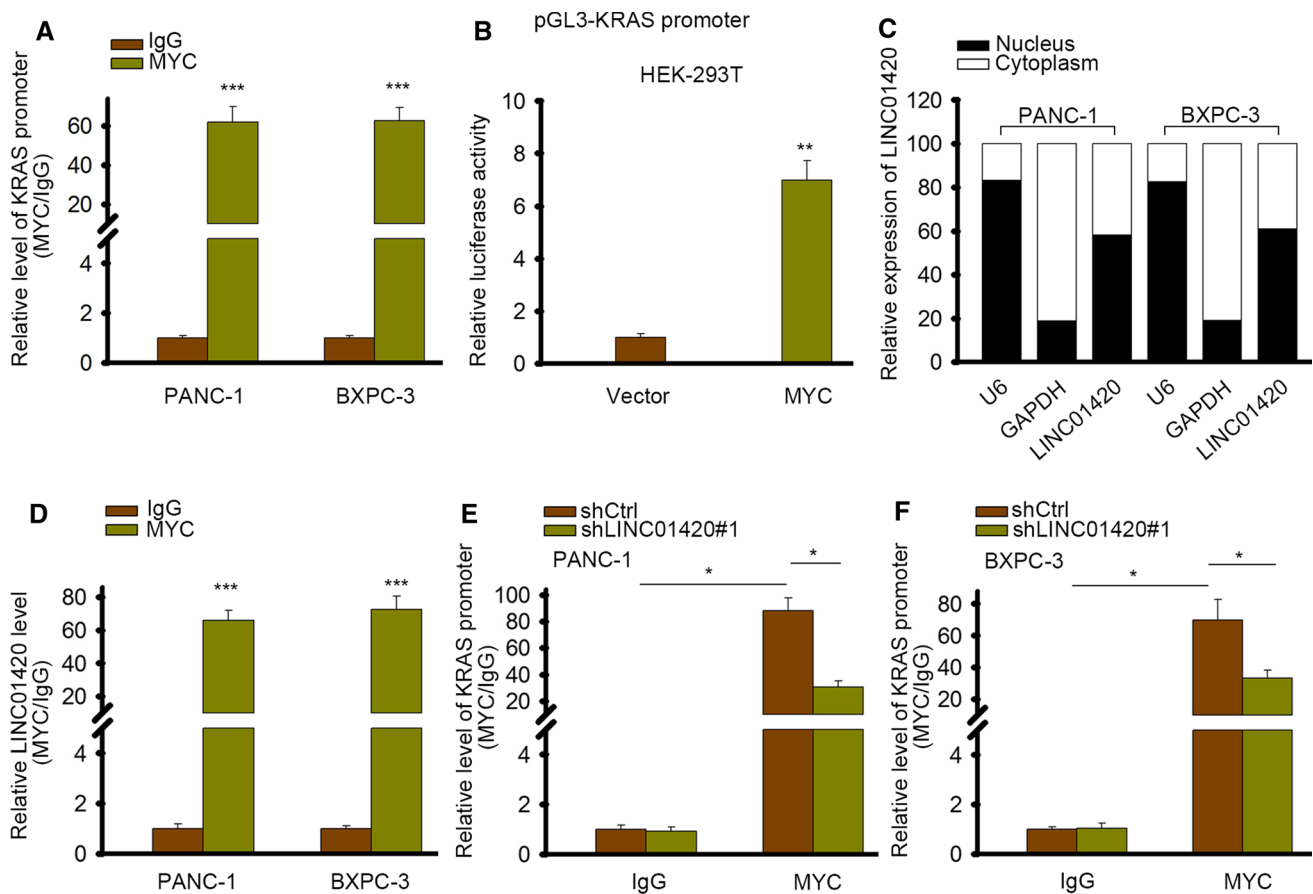 A
IgG
MYC
Relative level of KRAS promoter
(MYC/IgG)
60
40
20
4
2
0
***
***
PANC-1
BXPC-3
B
pGL3-KRAS promoter
HEK-293T
Relative luciferase activity
10
8
6
4
2
0
**
Vector
MYC
C
Nucleus
Cytoplasm
Relative expression of LINC01420
120
100
80
60
40
20
0
PANC-1
BXPC-3
U6
GAPDH
LINC01420
U6
GAPDH
LINC01420
D
IgG
MYC
Relative LINC01420 level
(MYC/IgG)
80
60
40
20
4
2
0
***
***
PANC-1
BXPC-3
E
shCtrl
shLINC01420#1
PANC-1
Relative level of KRAS promoter
(MYC/IgG)
100
80
60
40
20
4
2
0
*
*
IgG
MYC
F
shCtrl
shLINC01420#1
BXPC-3
Relative level of KRAS promoter
(MYC/IgG)
80
60
40
20
4
2
0
*
*
IgG
MYC